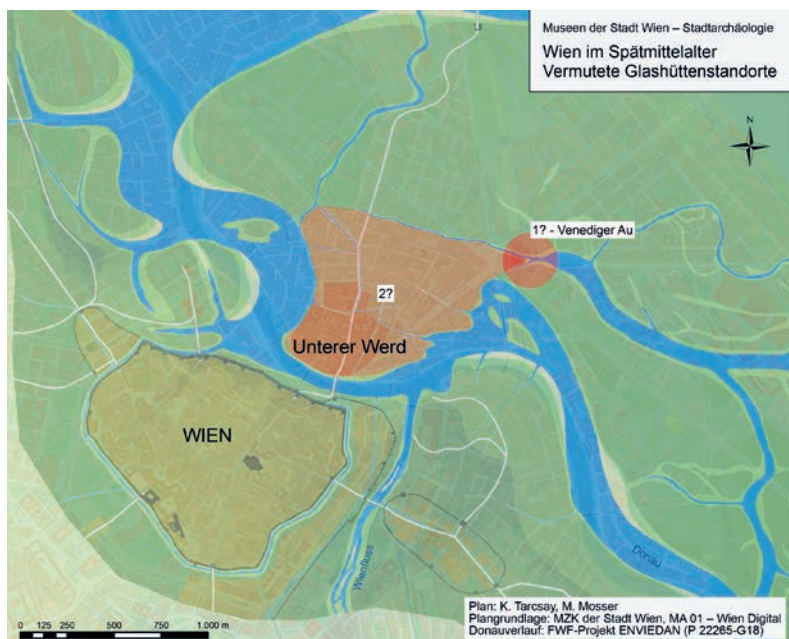 Museen der Stadt Wien – Stadtarchäologie
Wien im Spätmittelalter
Vermutete Glashüttenstandorte
N
1? - Venediger Au
2?
Unterer Werd
WIEN
Wienfluss
Donau
0 125 250 500 750 1.000 m
Plan: K. Tarcsay, M. Mosser
Plangrundlage: MZK der Stadt Wien, MA 01 – Wien Digital
Donauverlauf: FWF-Projekt ENVIEDAN (P 22265-G18)